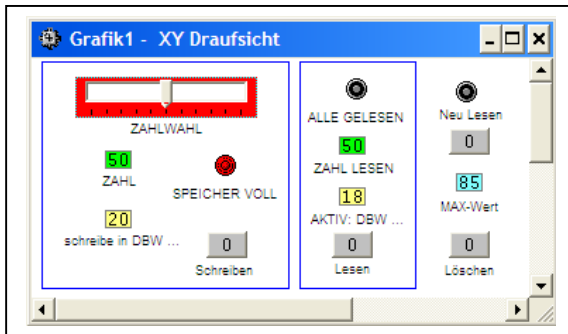 Grafik1 - XY Draufsicht
ZAHLWAHL
50
ZAHL
SPEICHER VOLL
20
schreibe in DBW ...
0
Schreiben
ALLE GELESEN
50
ZAHL LESEN
18
AKTIV: DBW ...
0
Lesen
Neu Lesen
0
85
MAX-Wert
0
Löschen